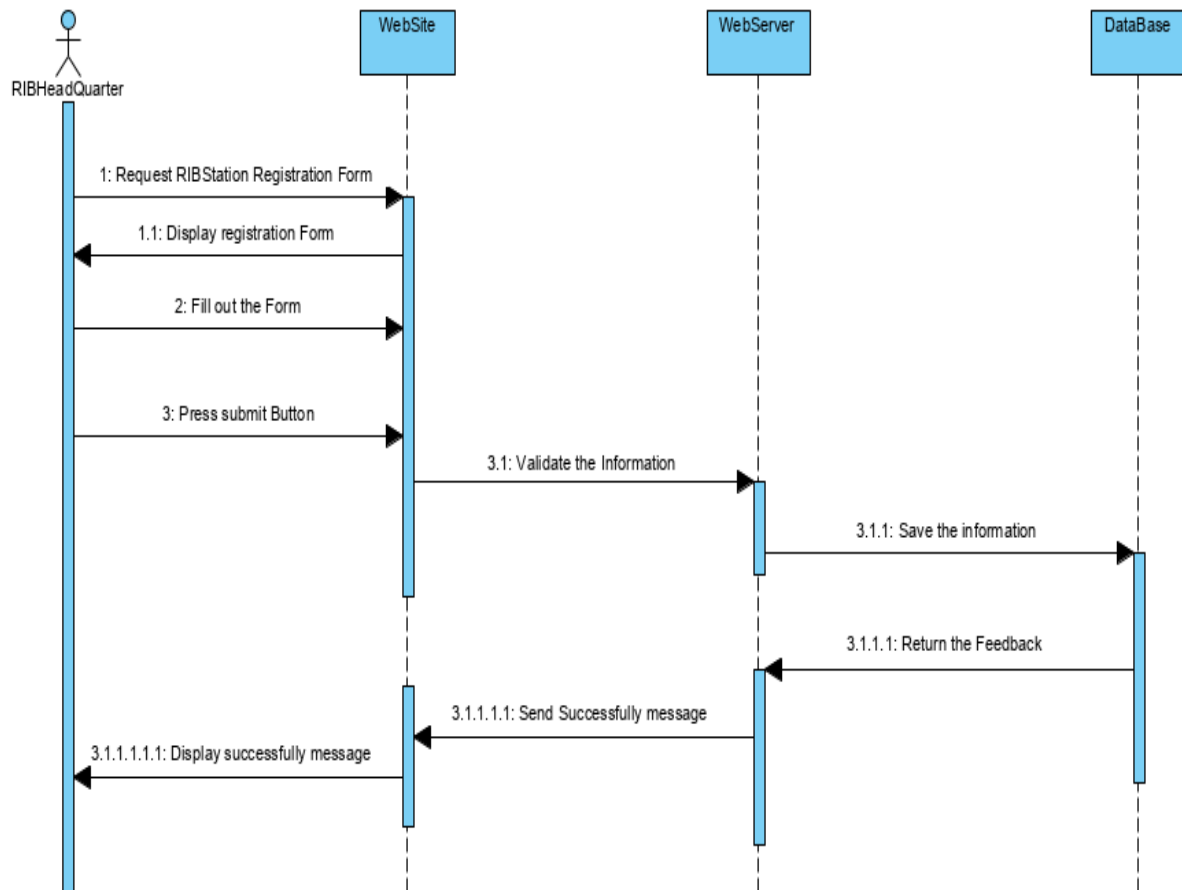 WebSite
WebServer
DataBase
RIBHeadQuarter
1: Request RIBStation Registration Form
1.1: Display registration Form
2: Fill out the Form
3: Press submit Button
3.1: Validate the Information
3.1.1: Save the information
3.1.1.1: Return the Feedback
3.1.1.1.1: Send Successfully message
3.1.1.1.1.1: Display successfully message